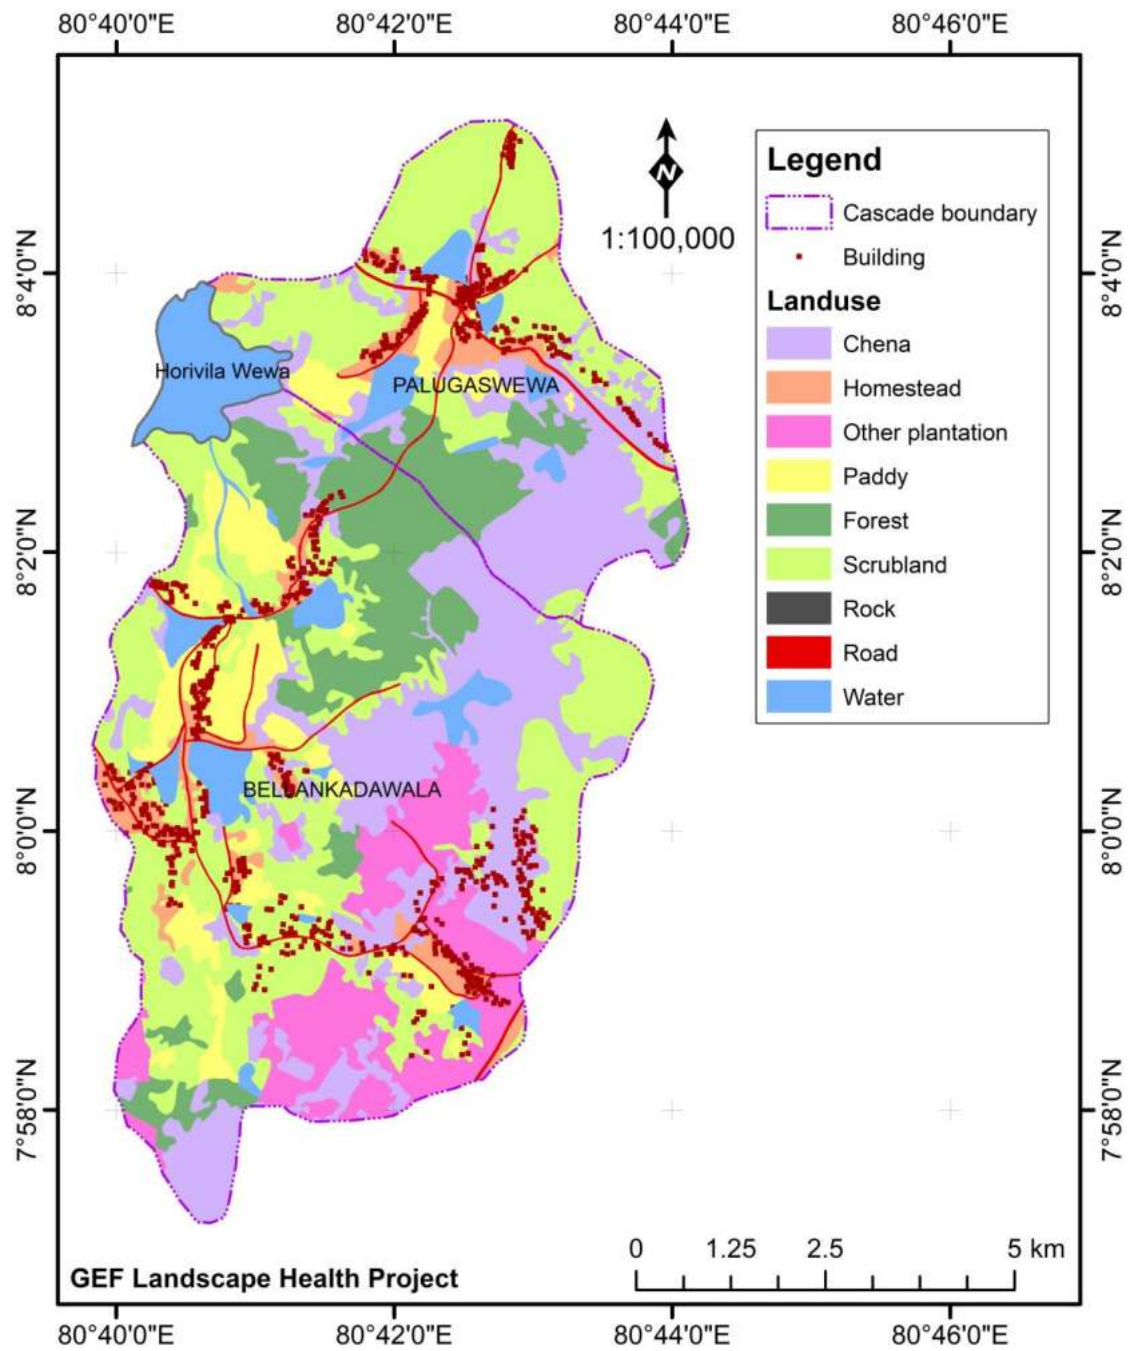 80°40'0"E 80°42'0"E 80°44'0"E 80°46'0"E
N
1:100,000
Legend
Cascade boundary
Building
Landuse
Chena
Homestead
Other plantation
Paddy
Forest
Scrubland
Rock
Road
Water
8°4'0"N 8°4'0"N
Horivila Wewa
PALUGASWEWA
8°2'0"N 8°2'0"N
BELLANKADAWALA
8°0'0"N 8°0'0"N
7°58'0"N 7°58'0"N
0 1.25 2.5 5 km
GEF Landscape Health Project
80°40'0"E 80°42'0"E 80°44'0"E 80°46'0"E